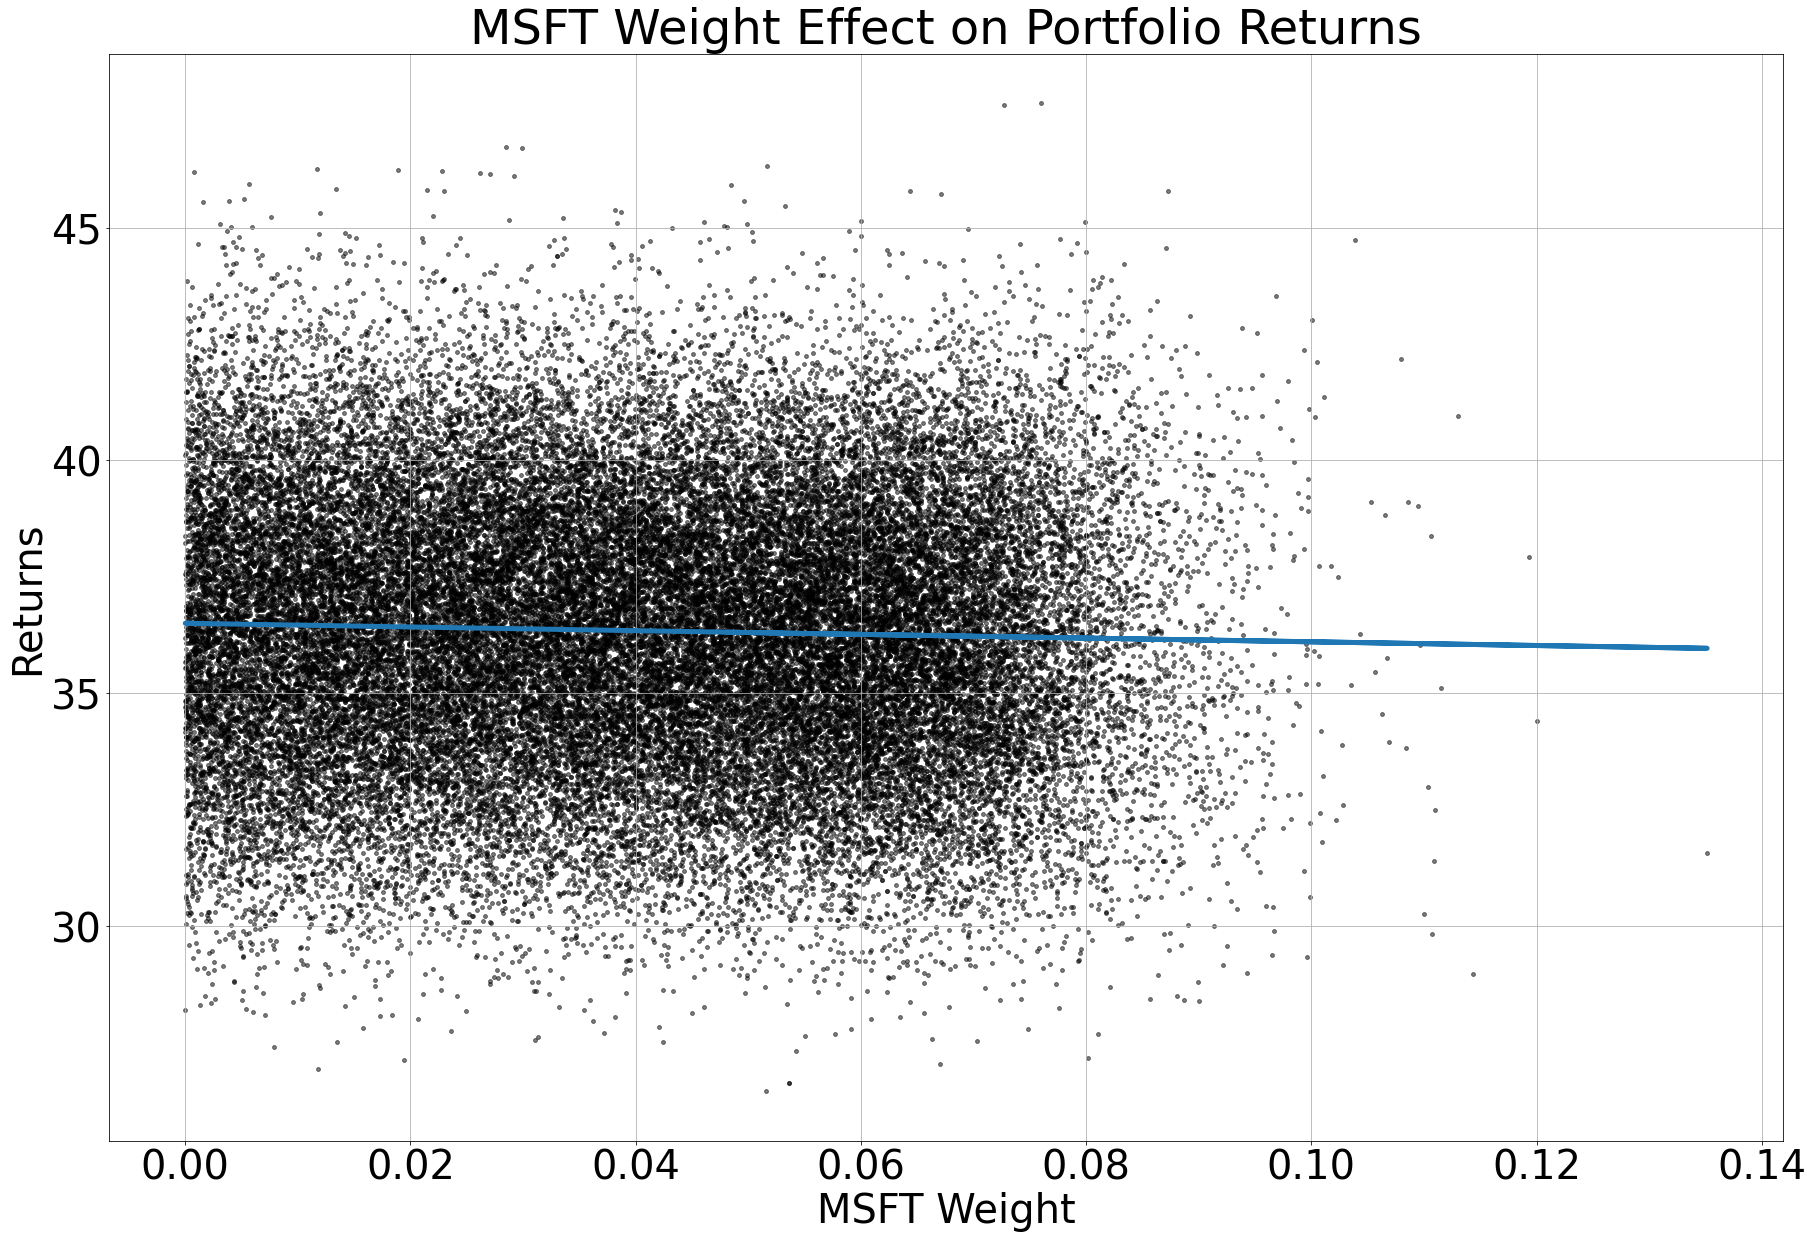 MSFT Weight Effect on Portfolio Returns
Returns
45
40
35
30
0.00 0.02 0.04 0.06 0.08 0.10 0.12 0.14
MSFT Weight